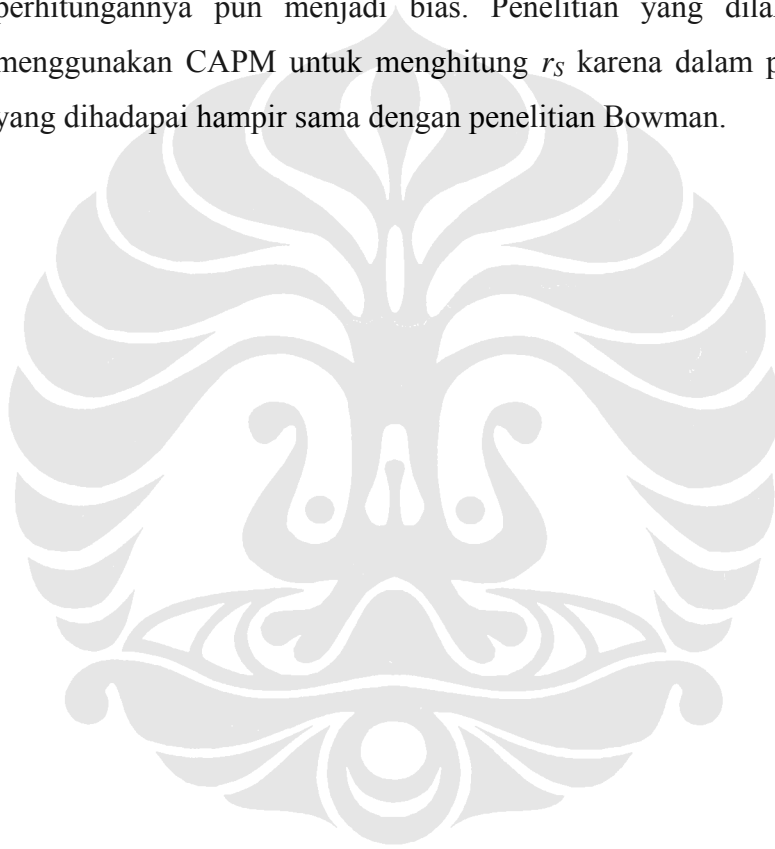 perhitungannya pun menjadi bias. Penelitian yang
menggunakan CAPM untuk menghitung rS karena dalam
yang dihadapai hampir sama dengan penelitian Bowman.